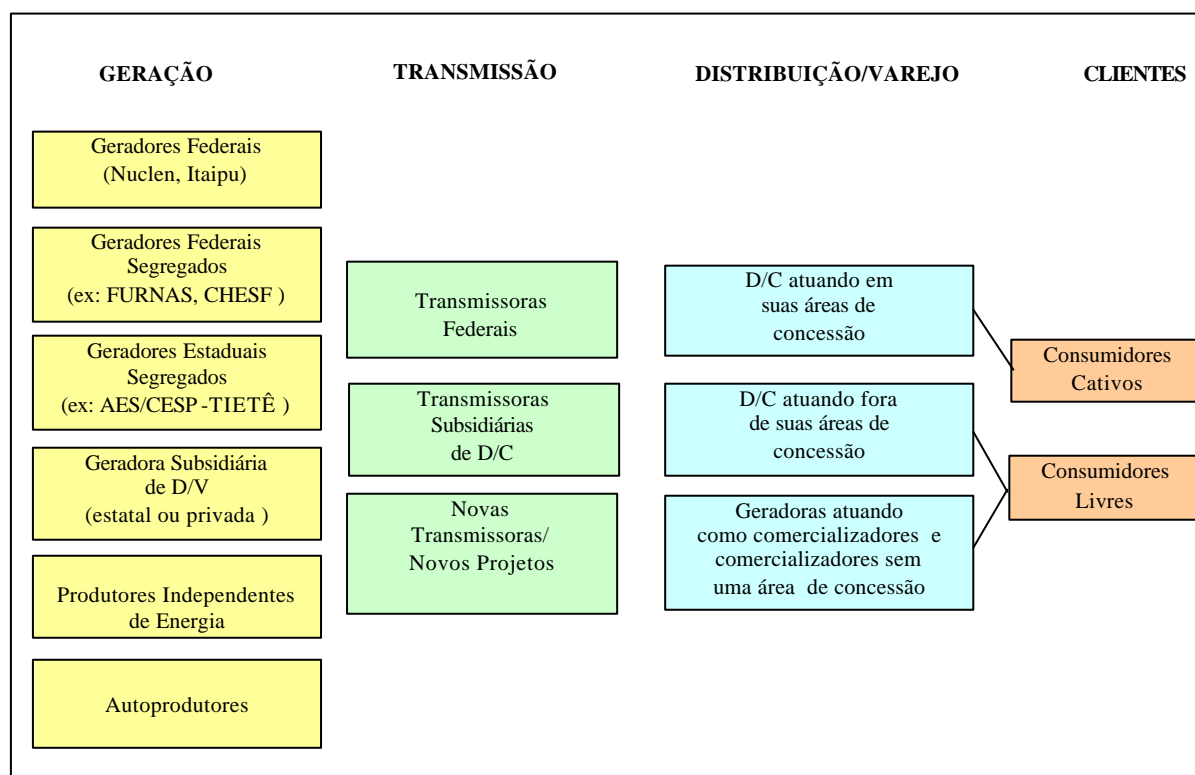 GERAÇÃO
TRANSMISSÃO
DISTRIBUIÇÃO/VAREJO
CLIENTES
Geradores Federais
(Nuclen, Itaipu)
Geradores Federais
Segregados
(ex: FURNAS, CHESF )
Geradores Estaduais
Segregados
(ex: AES/CESP -TIETÊ )
Geradora Subsidiária
de D/V
(estatal ou privada )
Produtores Independentes
de Energia
Autoprodutores
Transmissoras
Federais
Transmissoras
Subsidiárias
de D/C
Novas
Transmissoras/
Novos Projetos
D/C atuando em
suas áreas de
concessão
D/C atuando fora
de suas áreas de
concessão
Geradoras atuando
como comercializadores e
comercializadores sem
uma área de concessão
Consumidores
Cativos
Consumidores
Livres